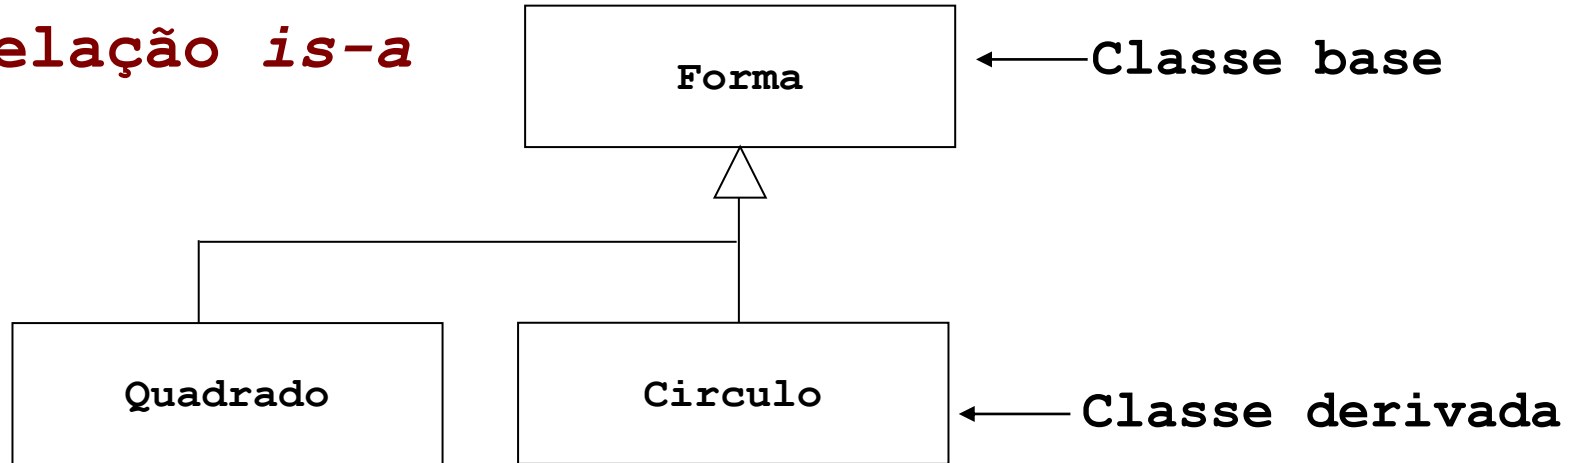 elação is-a
Forma
Classe base
Quadrado
Circulo
Classe derivada